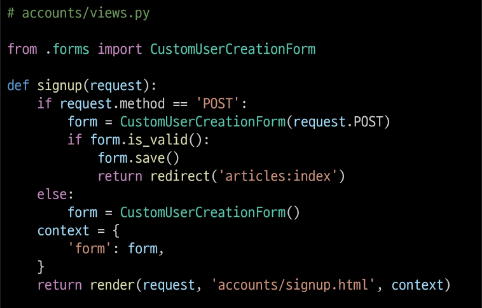 # accounts/views.py

from .forms import CustomUserCreationForm

def signup(request):
    if request.method == 'POST':
        form = CustomUserCreationForm(request.POST)
        if form.is_valid():
            form.save()
            return redirect('articles:index')
    else:
        form = CustomUserCreationForm()
    context = {
        'form': form,
    }
    return render(request, 'accounts/signup.html', context)